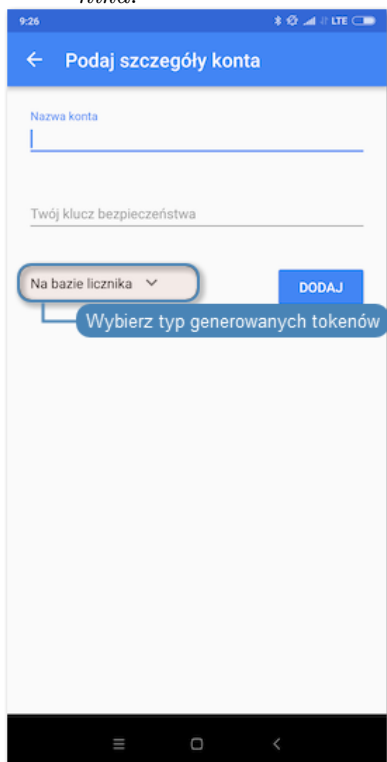 9:26 LTE
Podaj szczegóły konta
Nazwa konta
Twój klucz bezpieczeństwa
Na bazie licznika
DODAJ
Wybierz typ generowanych tokenów